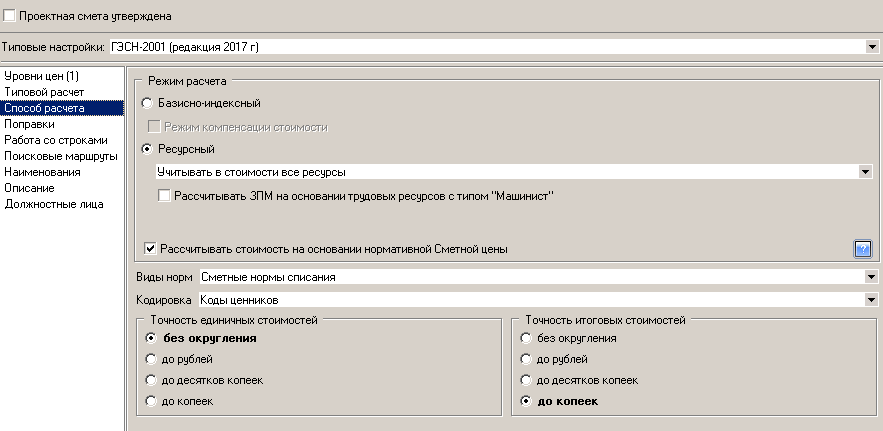 Проектная смета утверждена
Типовые настройки: ГЭСН-2001 (редакция 2017 г)
Уровни цен (1)
Типовой расчет
Способ расчета
Поправки
Работа со строками
Поисковые маршруты
Наименования
Описание
Должностные лица
Режим расчета
Базисно-индексный
Режим компенсации стоимости
Ресурсный
Учитывать в стоимости все ресурсы
Рассчитывать ЗПМ на основании трудовых ресурсов с типом "Машинист"
Рассчитывать стоимость на основании нормативной Сметной цены
?
Виды норм Сметные нормы списания
Кодировка Коды ценников
Точность единичных стоимостей
без округления
до рублей
до десятков копеек
до копеек
Точность итоговых стоимостей
без округления
до рублей
до десятков копеек
до копеек